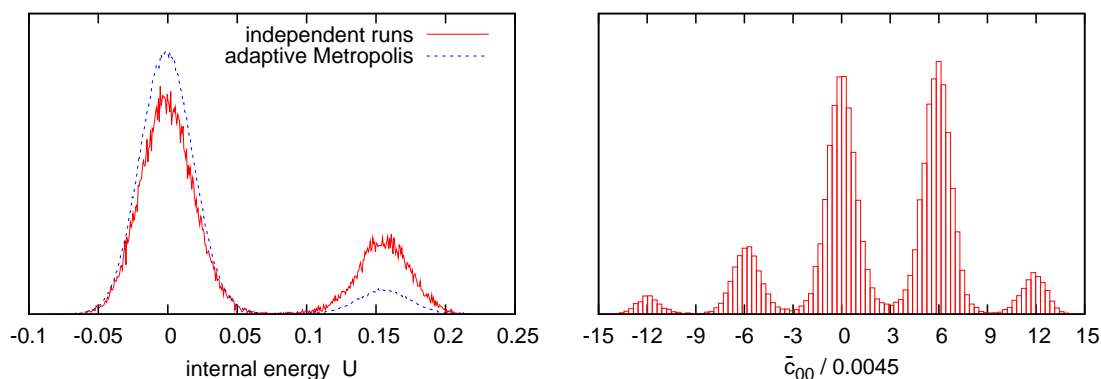 independent runs
adaptive Metropolis
-0.1 -0.05 0 0.05 0.1 0.15 0.2 0.25
internal energy U
-15 -12 -9 -6 -3 0 3 6 9 12 15
c̄00 / 0.0045